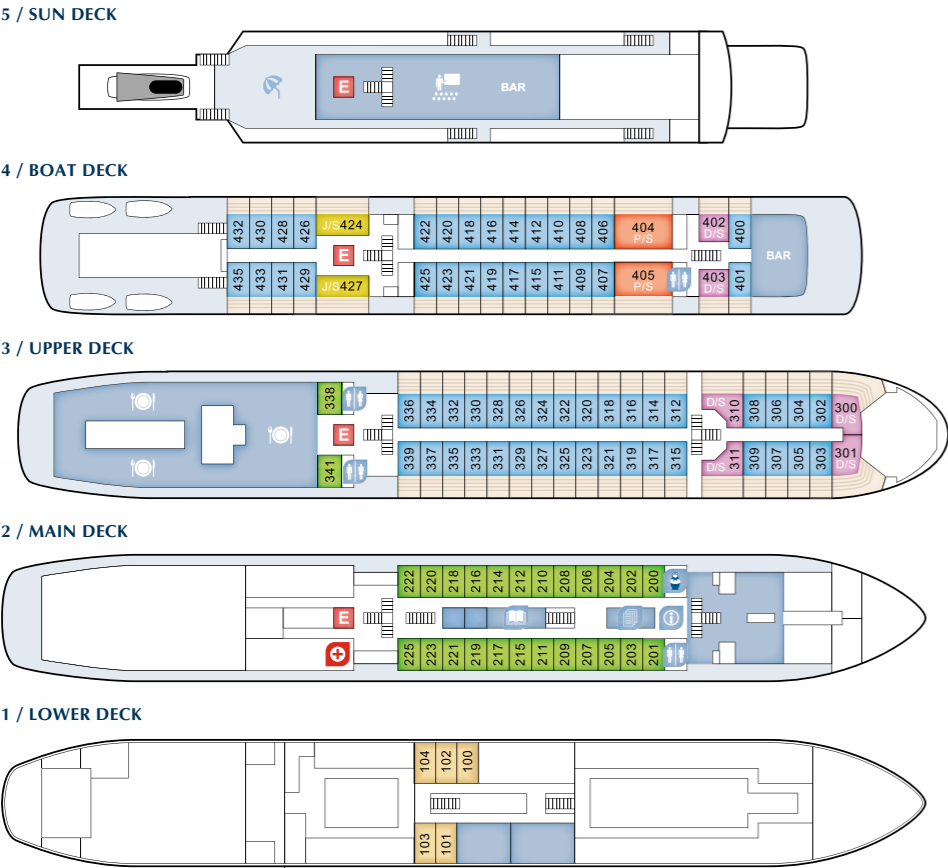 5 / SUN DECK
E BAR
4 / BOAT DECK
432 430 428 426 J/S 424 422 420 418 416 414 412 410 408 406 404 P/S 402 D/S 400
E BAR
435 433 431 429 J/S 427 425 423 421 419 417 415 411 409 407 405 P/S 403 D/S 401
3 / UPPER DECK
338 336 334 332 330 328 326 324 322 320 318 316 314 312 D/S 310 308 306 304 302 300 D/S
E
341 339 337 335 333 331 329 327 325 323 321 319 317 315 D/S 311 309 307 305 303 301 D/S
2 / MAIN DECK
222 220 218 216 214 212 210 208 206 204 202 200
E i
225 223 221 219 217 215 211 209 207 205 203 201
1 / LOWER DECK
104 102 100
103 101